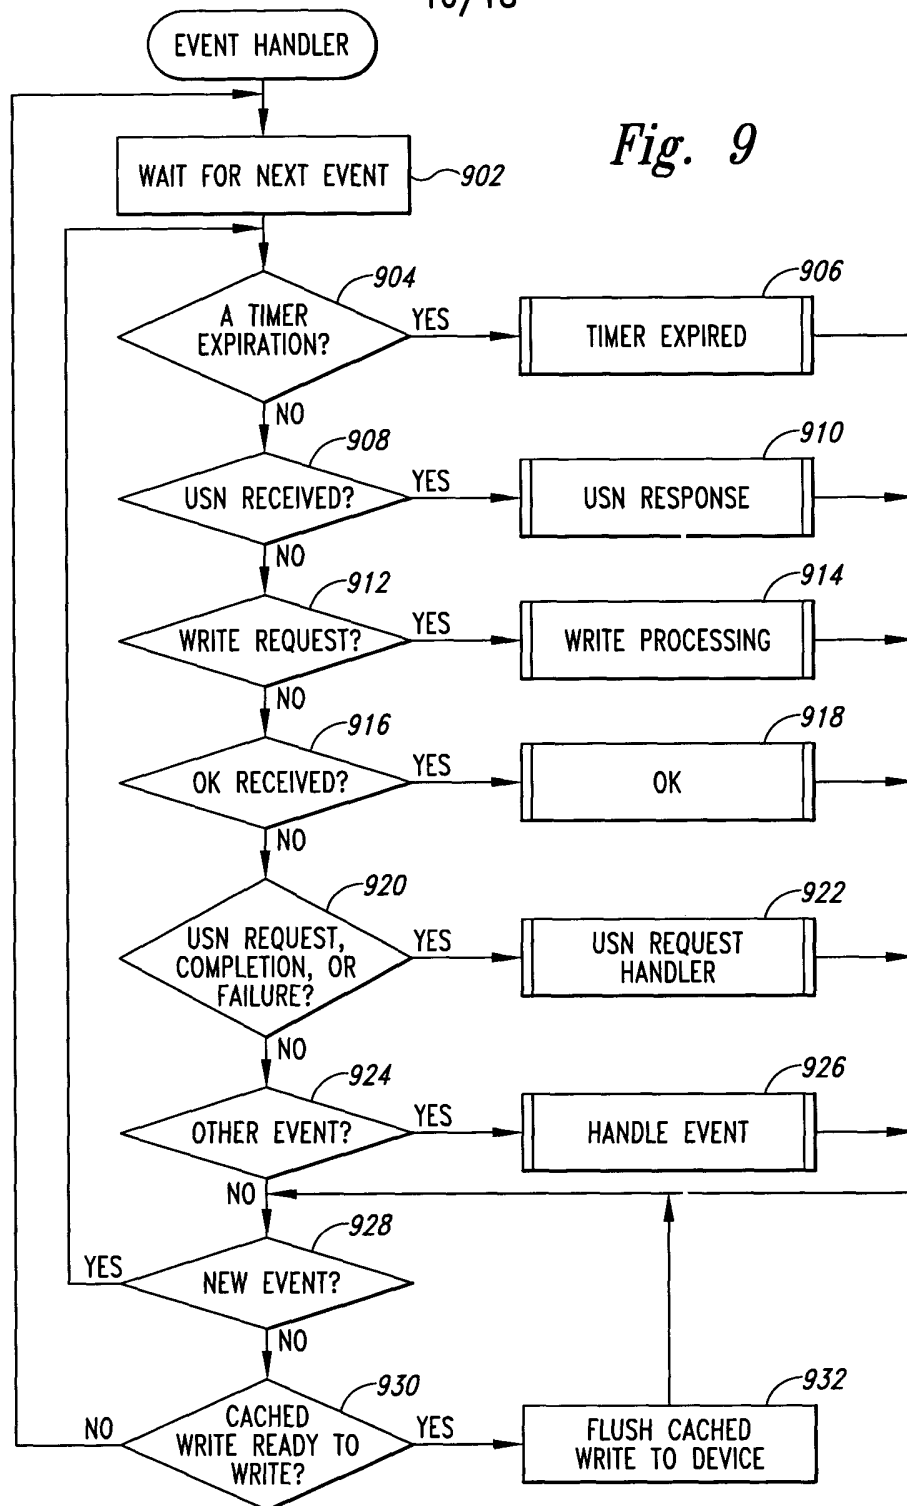 EVENT HANDLER
Fig. 9
WAIT FOR NEXT EVENT
902
904
A TIMER
EXPIRATION?
YES
906
TIMER EXPIRED
NO
908
USN RECEIVED?
YES
910
USN RESPONSE
NO
912
WRITE REQUEST?
YES
914
WRITE PROCESSING
NO
916
OK RECEIVED?
YES
918
OK
NO
920
USN REQUEST,
COMPLETION, OR
FAILURE?
YES
922
USN REQUEST
HANDLER
NO
924
OTHER EVENT?
YES
926
HANDLE EVENT
NO
928
YES
NEW EVENT?
NO
930
NO
CACHED
WRITE READY TO
WRITE?
YES
932
FLUSH CACHED
WRITE TO DEVICE